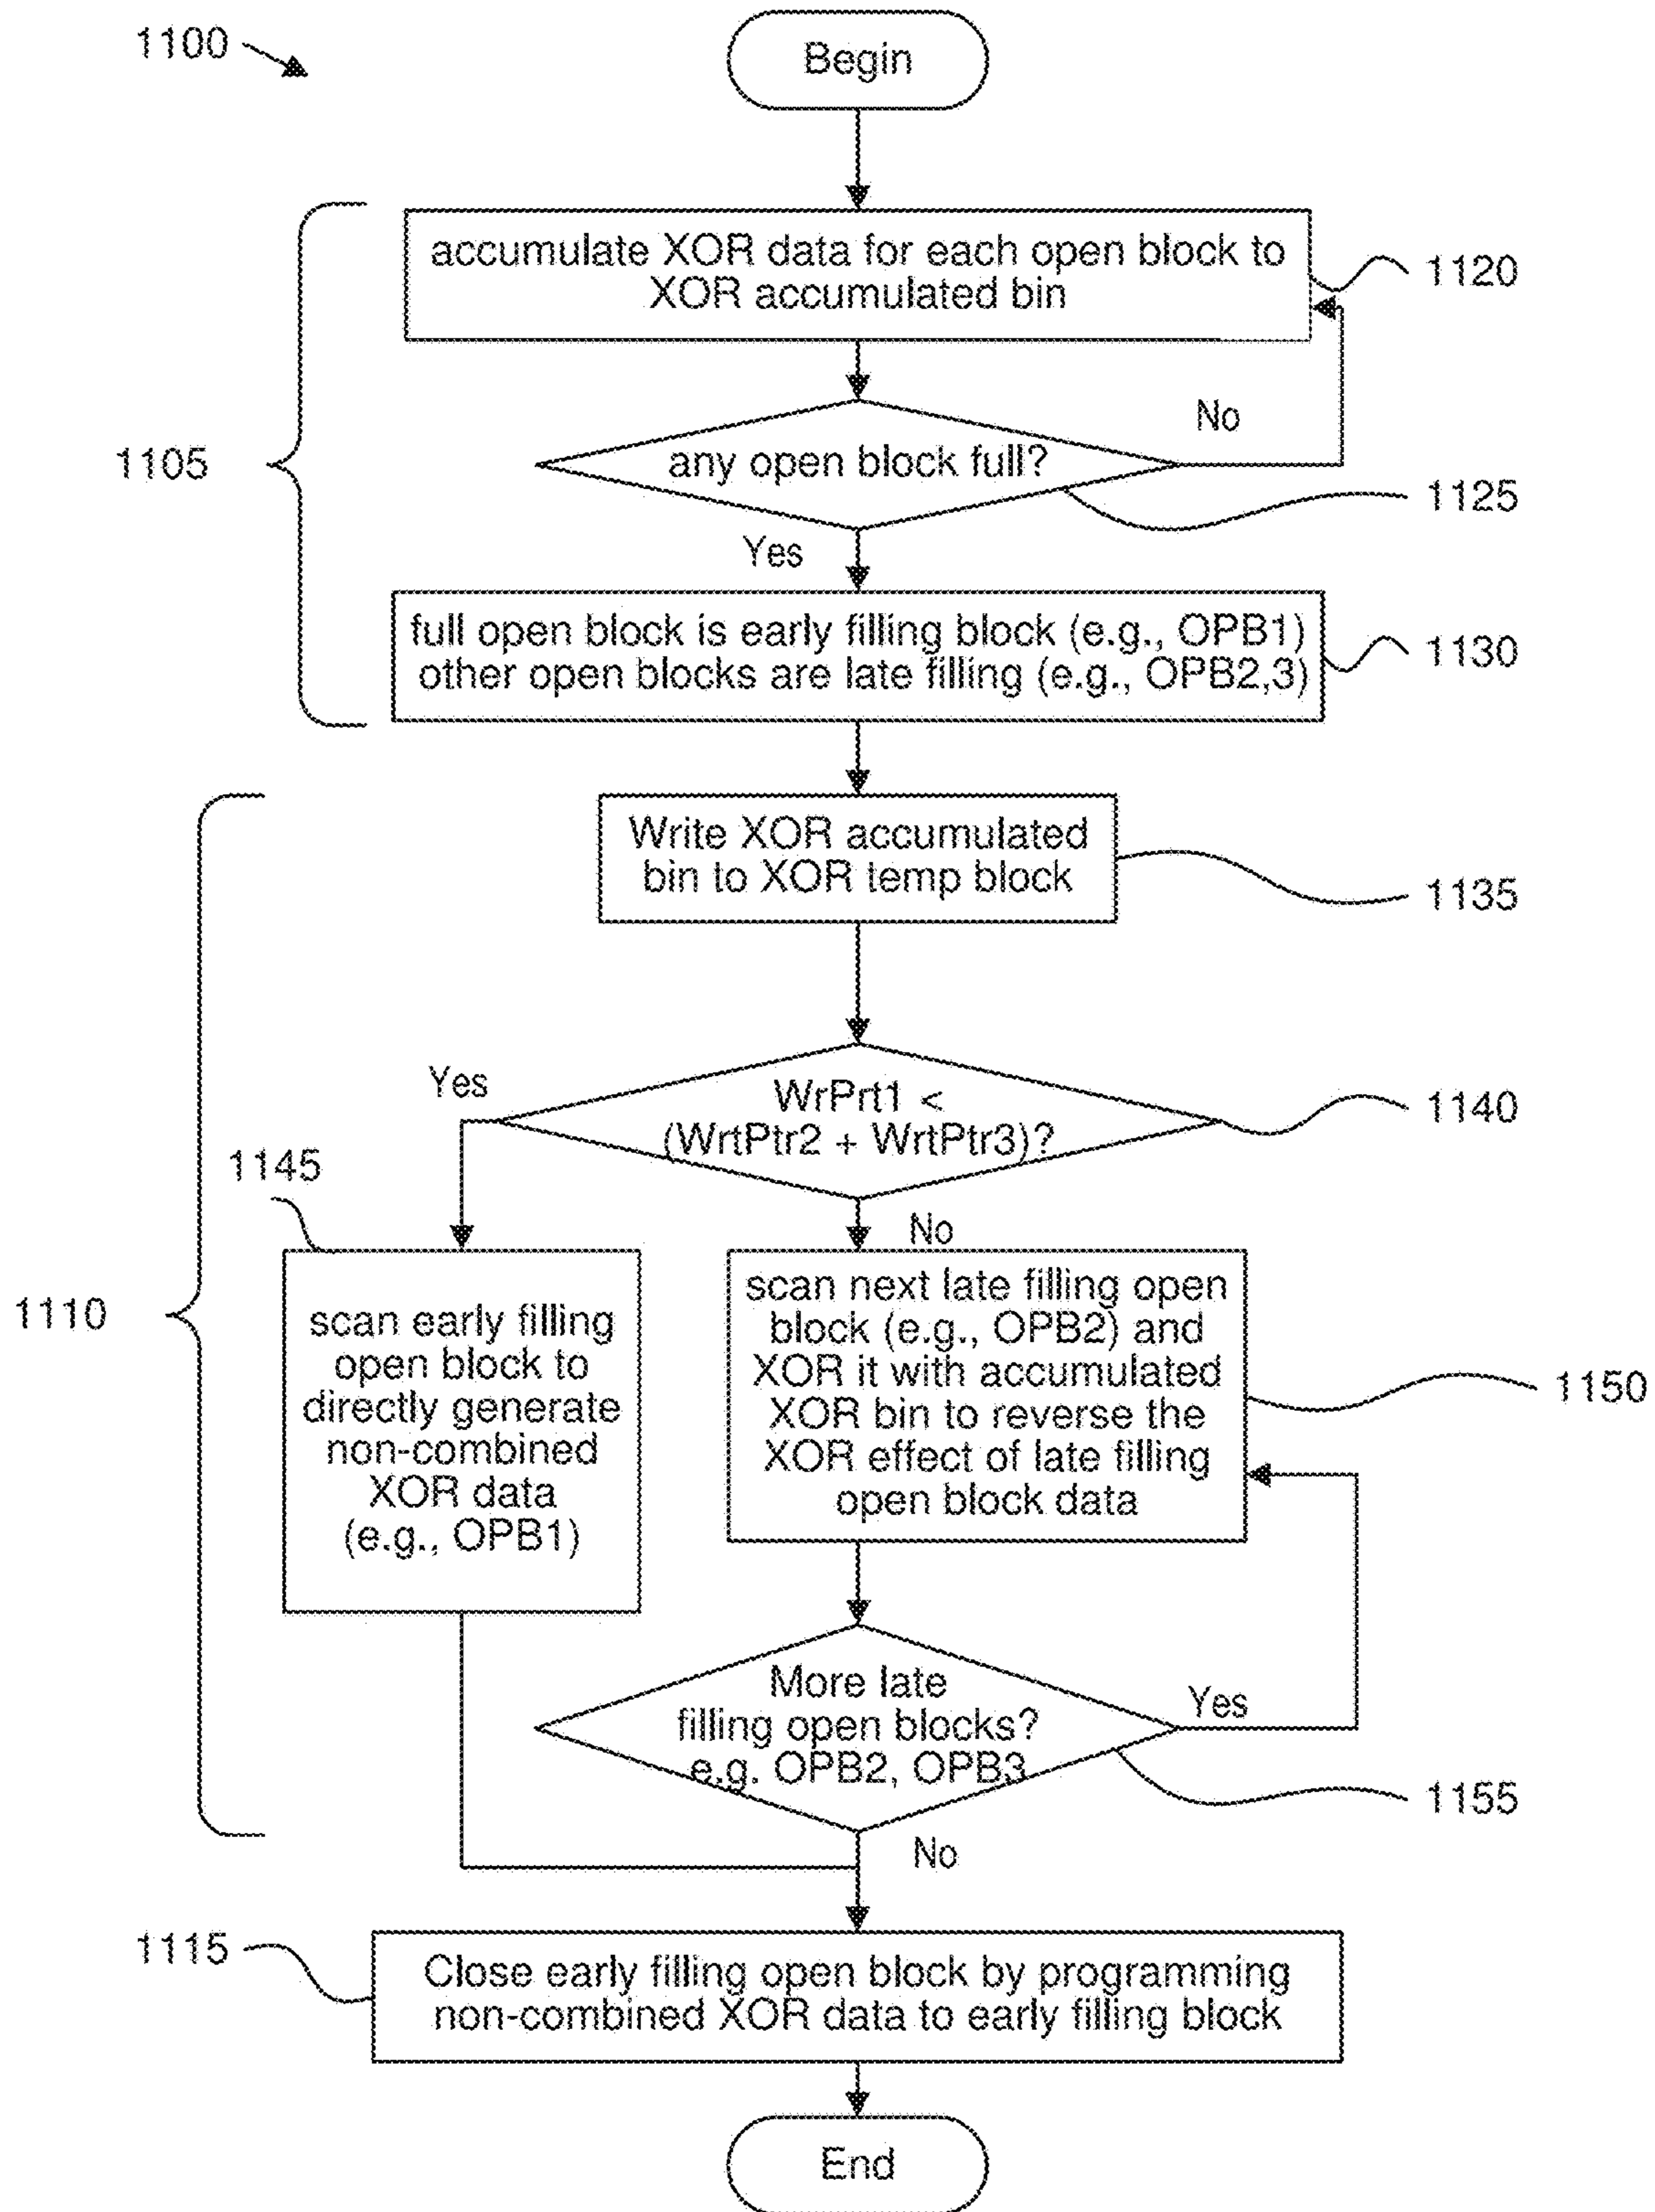 1100
Begin
accumulate XOR data for each open block to
XOR accumulated bin
1120
No
any open block full?
1105
1125
Yes
full open block is early filling block (e.g., OPB1)
other open blocks are late filling (e.g., OPB2,3)
1130
Write XOR accumulated
bin to XOR temp block
1135
Yes
WrPrt1 <
(WrtPtr2 + WrtPtr3)?
1140
1145
No
1110
scan early filling
open block to
directly generate
non-combined
XOR data
(e.g., OPB1)
scan next late filling open
block (e.g., OPB2) and
XOR it with accumulated
XOR bin to reverse the
XOR effect of late filling
open block data
1150
More late
filling open blocks?
e.g. OPB2, OPB3
Yes
1155
No
1115
Close early filling open block by programming
non-combined XOR data to early filling block
End